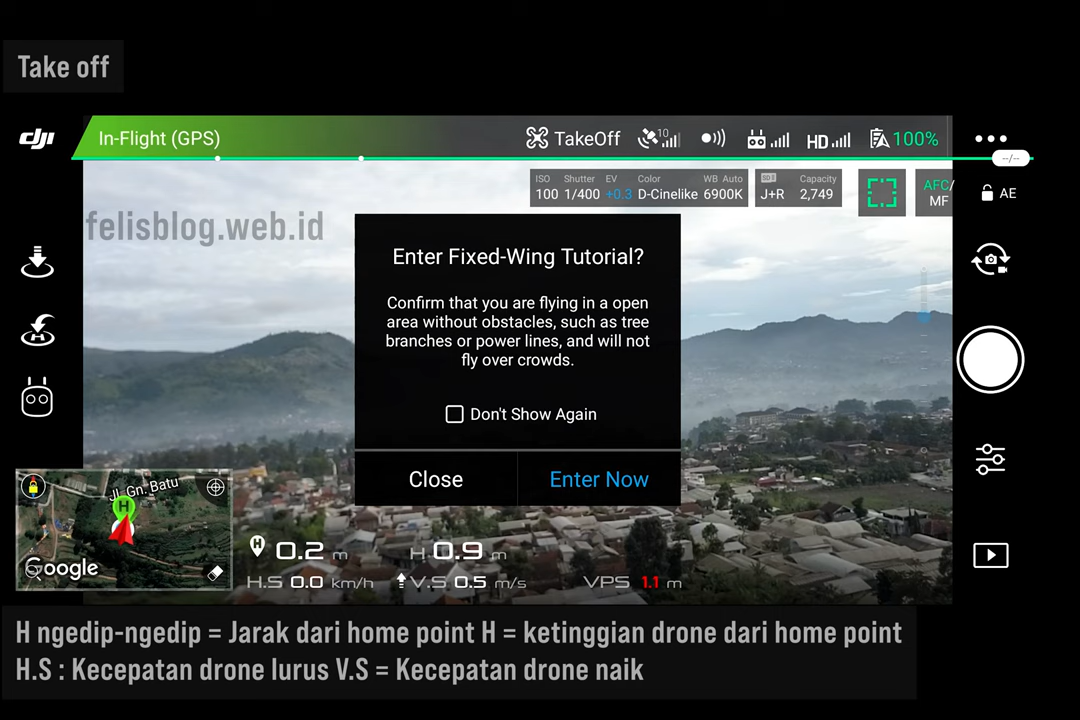 Take off
dji
In-Flight (GPS)
TakeOff
10
HD
100%
--/--
ISO Shutter EV Color WB Auto
100 1/400 +0.3 D-Cinelike 6900K
Capacity
J+R 2,749
AFC/
MF
AE
felisblog.web.id
Enter Fixed-Wing Tutorial?
Confirm that you are flying in a open
area without obstacles, such as tree
branches or power lines, and will not
fly over crowds.
Don't Show Again
Close Enter Now
Jl. Gn. Batu
H
Google
H 0.2 m H 0.9 m
H.S 0.0 km/h V.S 0.5 m/s VPS 1.1 m
H ngedip-ngedip = Jarak dari home point H = ketinggian drone dari home point
H.S : Kecepatan drone lurus V.S = Kecepatan drone naik